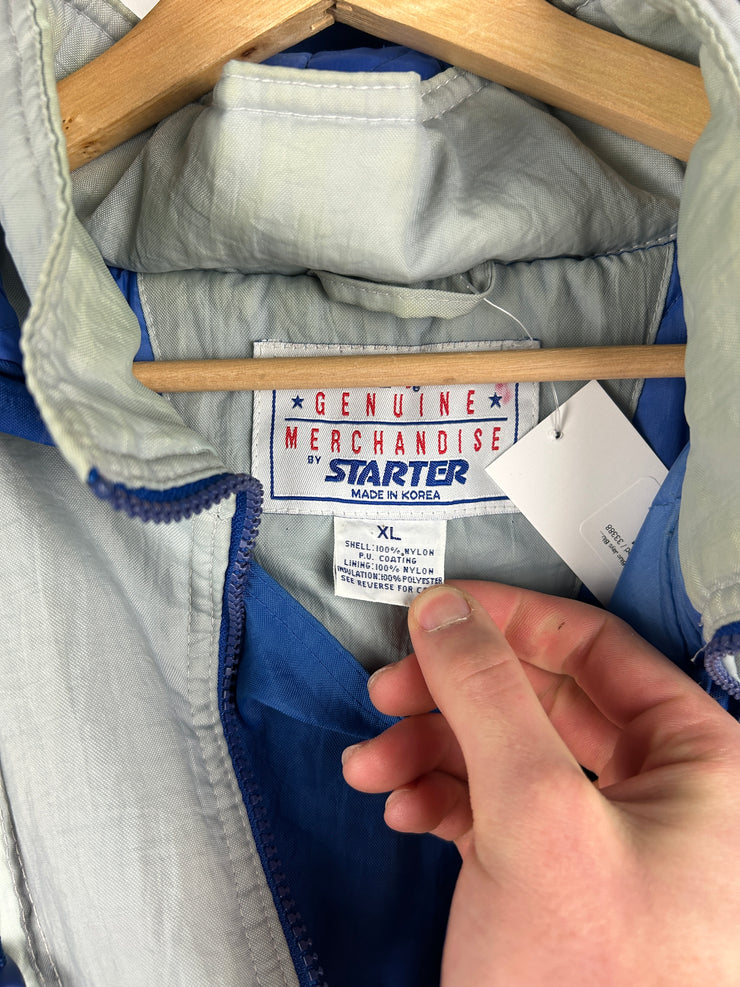 ★ GENUINE ★
MERCHANDISE
BY STARTER
MADE IN KOREA
XL
SHELL:100% NYLON
P.U. COATING
LINING:100% NYLON
INSULATION:100% POLYESTER
SEE REVERSE FOR
/ 33388